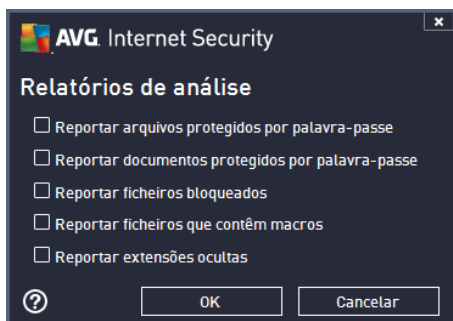 AVG. Internet Security
Relatórios de análise
Reportar arquivos protegidos por palavra-passe
Reportar documentos protegidos por palavra-passe
Reportar ficheiros bloqueados
Reportar ficheiros que contêm macros
Reportar extensões ocultas
? OK Cancelar